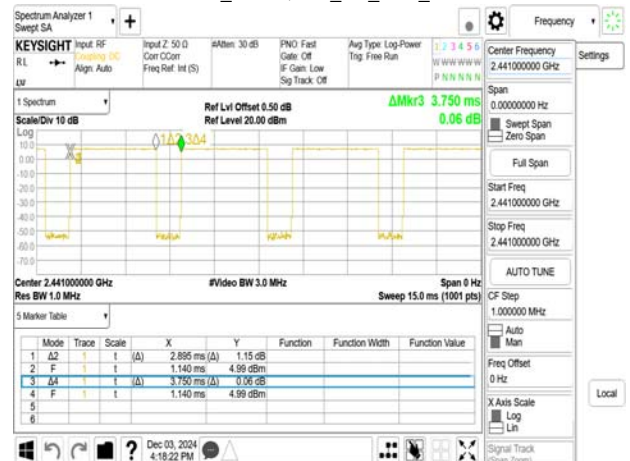 Spectrum Analyzer 1
Swept SA
+
Frequency
KEYSIGHT
RL
Input: RF
Coupling: DC
Align: Auto
Input Z: 50 Ω
Corr CCorr
Freq Ref: Int (S)
#Atten: 30 dB
PNO: Fast
Gate: Off
IF Gain: Low
Sig Track: Off
Avg Type: Log-Power
Trig: Free Run
1 2 3 4 5 6
W W W W W W
P N N N N N
LW
1 Spectrum
Scale/Div 10 dB
Ref Lvl Offset 0.50 dB
Ref Level 20.00 dBm
ΔMkr3 3.750 ms
0.06 dB
Log
10.0
0.00
-10.0
-20.0
-30.0
-40.0
-50.0
-60.0
-70.0
1Δ2 3Δ4
Center 2.441000000 GHz
Res BW 1.0 MHz
#Video BW 3.0 MHz
Span 0 Hz
Sweep 15.0 ms (1001 pts)
5 Marker Table
Mode Trace Scale X Y Function Function Width Function Value
1 Δ2 1 t (Δ) 2.895 ms (Δ) 1.15 dB
2 F 1 t 1.140 ms 4.99 dBm
3 Δ4 1 t (Δ) 3.750 ms (Δ) 0.06 dB
4 F 1 t 1.140 ms 4.99 dBm
5
6
?
Dec 03, 2024
4:18:22 PM
Center Frequency
2.441000000 GHz
Settings
Span
0.00000000 Hz
Swept Span
Zero Span
Full Span
Start Freq
2.441000000 GHz
Stop Freq
2.441000000 GHz
AUTO TUNE
CF Step
1.000000 MHz
Auto
Man
Freq Offset
0 Hz
X Axis Scale
Log
Lin
Local
Signal Track
(Span Zoom)